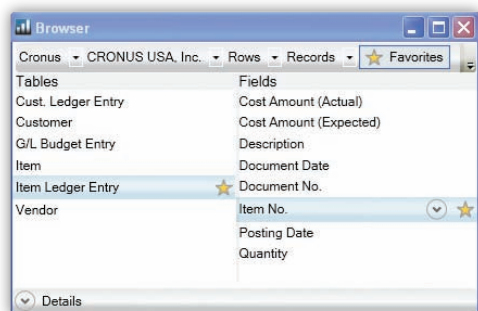 Browser
Cronus CRONUS USA, Inc. Rows Records Favorites
Tables
Cust. Ledger Entry
Customer
G/L Budget Entry
Item
Item Ledger Entry
Vendor
Fields
Cost Amount (Actual)
Cost Amount (Expected)
Description
Document Date
Document No.
Item No.
Posting Date
Quantity
Details